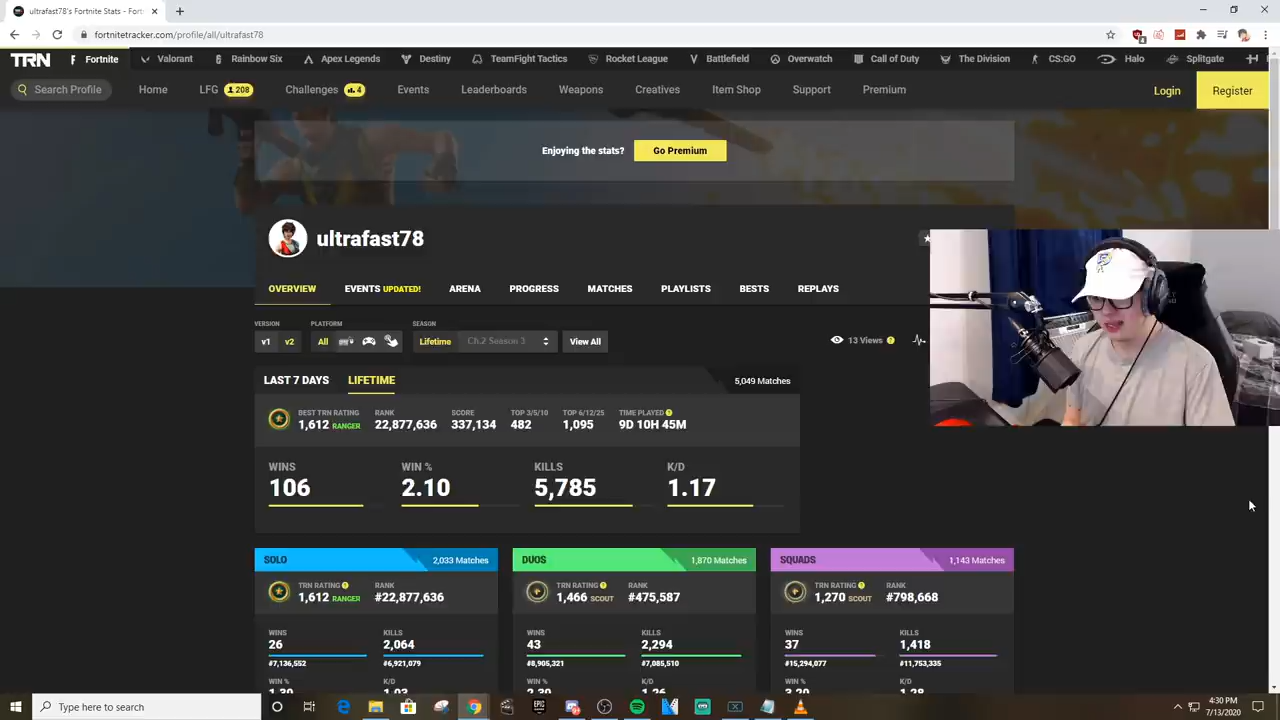 ultrafast78's Fortnite Stats - Fort
fortnitetracker.com/profile/all/ultrafast78
TRN Fortnite Valorant Rainbow Six Apex Legends Destiny TeamFight Tactics Rocket League Battlefield Overwatch Call of Duty The Division CS:GO Halo Splitgate
Search Profile Home LFG 208 Challenges 4 Events Leaderboards Weapons Creatives Item Shop Support Premium Login Register
Enjoying the stats? Go Premium
ultrafast78
OVERVIEW EVENTS UPDATED! ARENA PROGRESS MATCHES PLAYLISTS BESTS REPLAYS
VERSION PLATFORM SEASON
v1 v2 All Lifetime Ch.2 Season 3 View All 13 Views
LAST 7 DAYS LIFETIME 5,049 Matches
BEST TRN RATING RANK SCORE TOP 3/5/10 TOP 6/12/25 TIME PLAYED
1,612 RANGER 22,877,636 337,134 482 1,095 9D 10H 45M
WINS WIN % KILLS K/D
106 2.10 5,785 1.17
SOLO 2,033 Matches DUOS 1,870 Matches SQUADS 1,143 Matches
TRN RATING RANK TRN RATING RANK TRN RATING RANK
1,612 RANGER #22,877,636 1,466 SCOUT #475,587 1,270 SCOUT #798,668
WINS KILLS WINS KILLS WINS KILLS
26 2,064 43 2,294 37 1,418
#7,136,552 #6,921,079 #8,905,321 #7,085,510 #15,294,077 #11,753,335
WIN % K/D WIN % K/D WIN % K/D
Type here to search
4:30 PM
7/13/2020